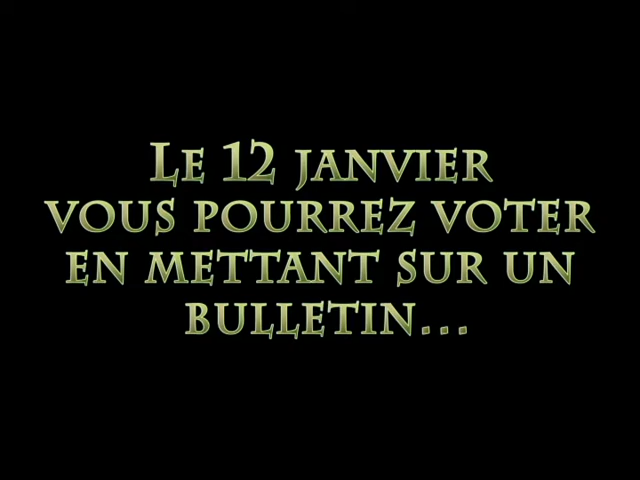 Le 12 janvier
vous pourrez voter
en mettant sur un
bulletin...